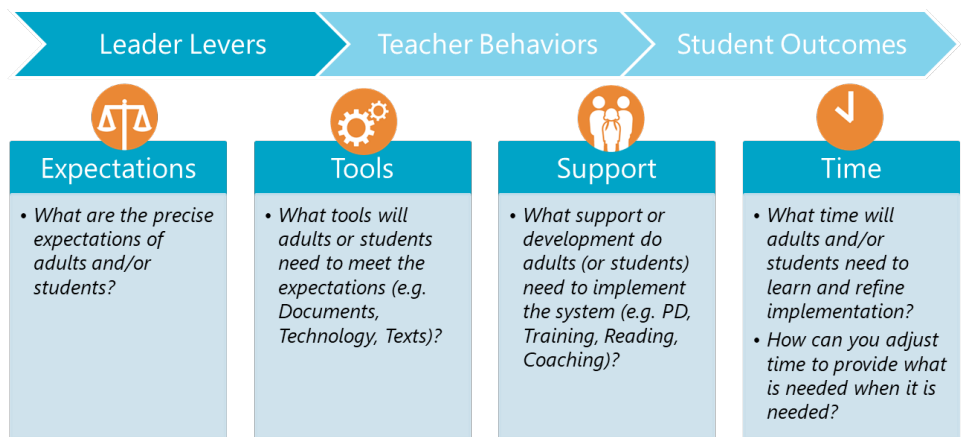 Leader Levers
Teacher Behaviors
Student Outcomes
Expectations
• What are the precise
expectations of
adults and/or
students?
Tools
• What tools will
adults or students
need to meet the
expectations (e.g.
Documents,
Technology, Texts)?
Support
• What support or
development do
adults (or students)
need to implement
the system (e.g. PD,
Training, Reading,
Coaching)?
Time
• What time will
adults and/or
students need to
learn and refine
implementation?
• How can you adjust
time to provide what
is needed when it is
needed?